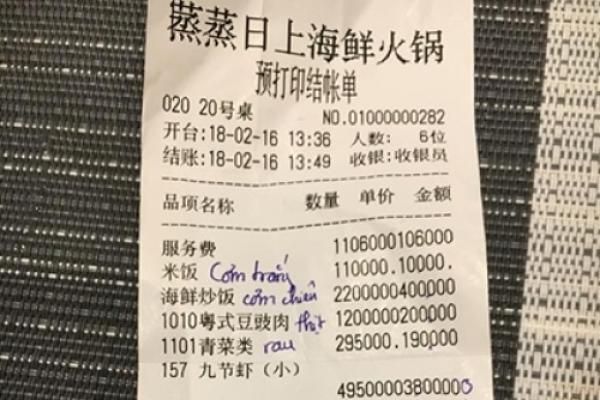 蒸蒸日上海鲜火锅
预打印结帐单
020 20号桌 NO.01000000282
开台:18-02-16 13:36 人数: 6位
结账:18-02-16 13:49 收银:收银员
品项名称 数量 单价 金额
服务费 1106000106000
米饭 Cơm trắng 110000.10000.
海鲜炒饭 cơm chiên 2200000400000
1010粤式豆豉肉 thịt 1200000200000
1101青菜类 rau 295000.190,000
157 九节虾（小）
49500003800000